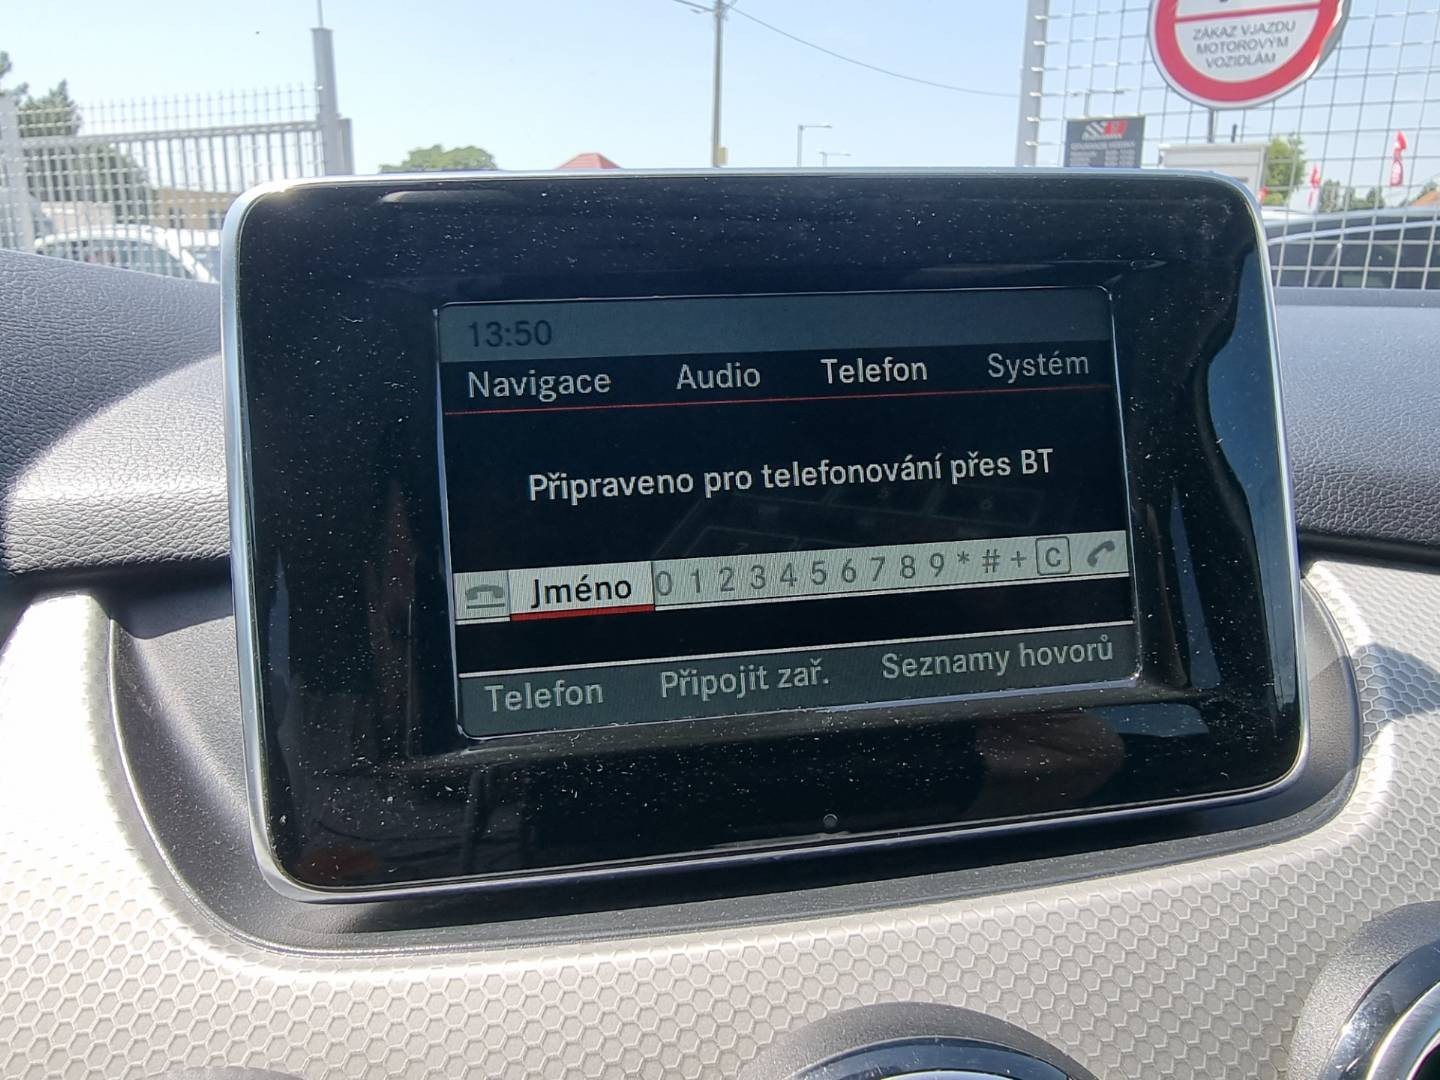 ZÁKAZ VJAZDU
MOTOROVÝM
VOZIDLÁM
13:50
Navigace Audio Telefon Systém
Připraveno pro telefonování přes BT
Jméno 0 1 2 3 4 5 6 7 8 9 * # + C
Telefon Připojit zař. Seznamy hovorů